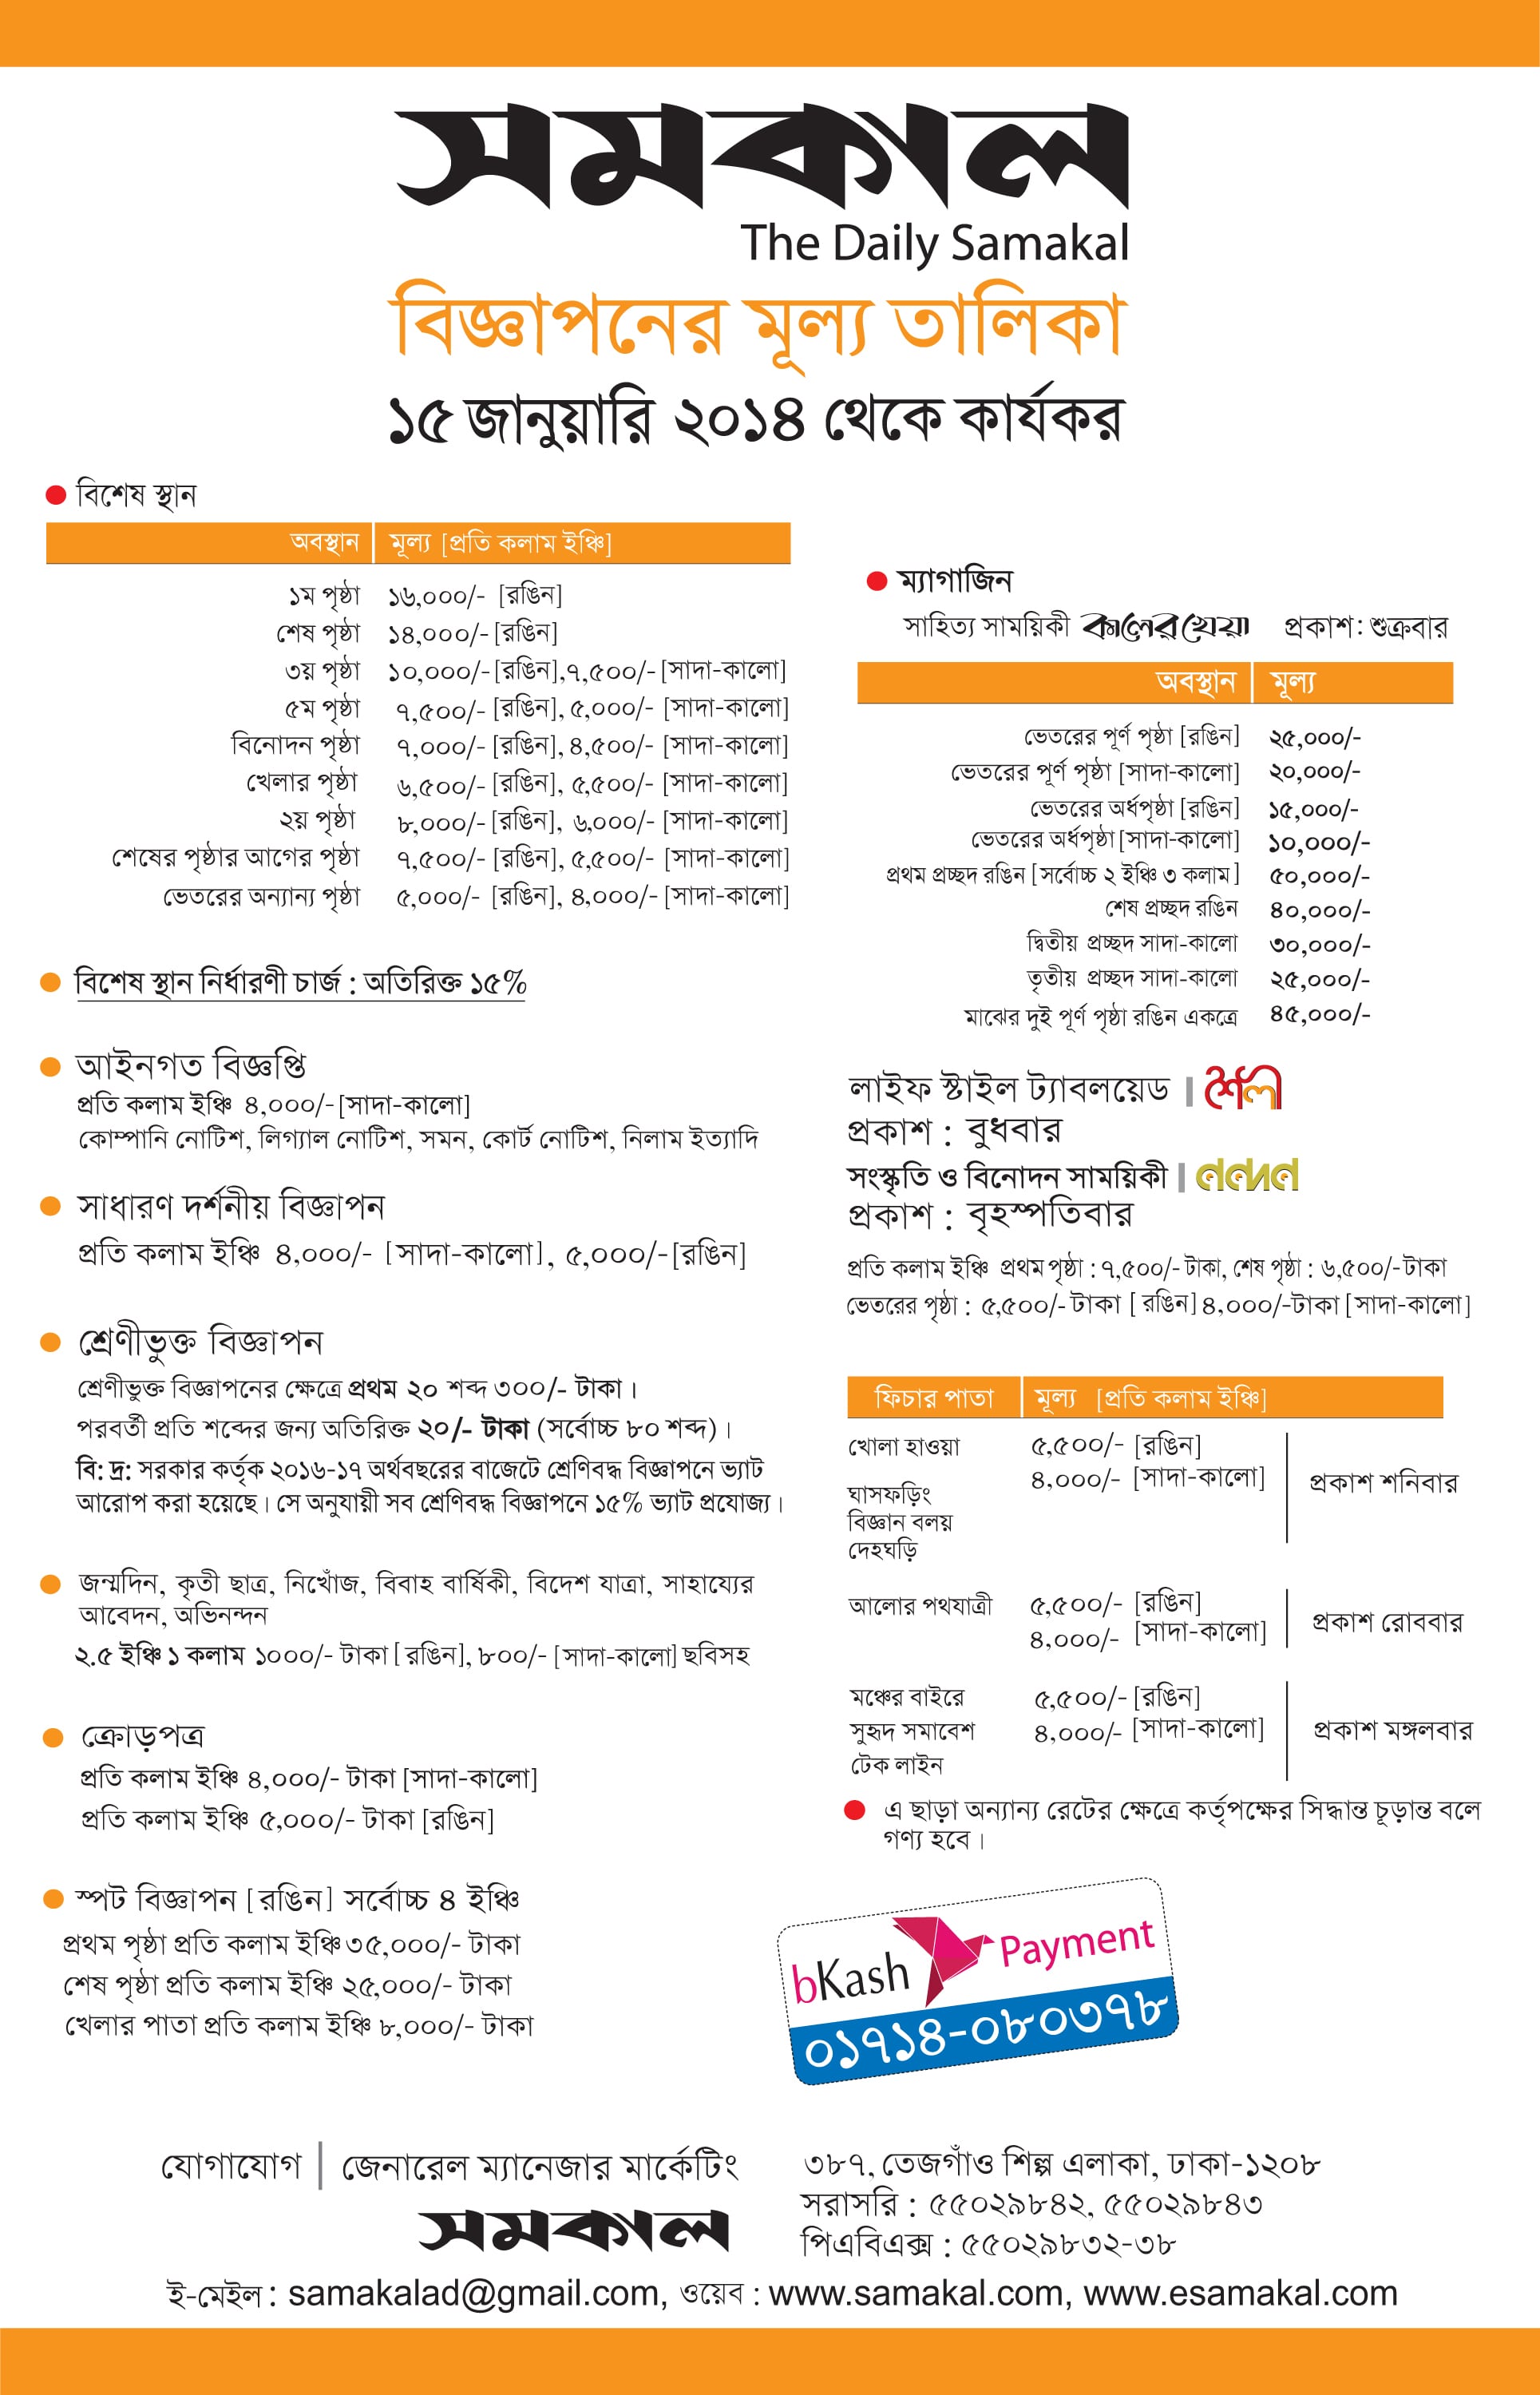 সমকাল
The Daily Samakal
বিজ্ঞাপনের মূল্য তালিকা
১৫ জানুয়ারি ২০১৪ থেকে কার্যকর
বিশেষ স্থান
অবস্থান মূল্য [প্রতি কলাম ইঞ্চি]
১ম পৃষ্ঠা ১৬,০০০/- [রঙিন]
শেষ পৃষ্ঠা ১৪,০০০/- [রঙিন]
৩য় পৃষ্ঠা ১০,০০০/- [রঙিন],৭,৫০০/- [সাদা-কালো]
৫ম পৃষ্ঠা ৭,৫০০/- [রঙিন], ৫,০০০/- [সাদা-কালো]
বিনোদন পৃষ্ঠা ৭,০০০/- [রঙিন], ৪,৫০০/- [সাদা-কালো]
খেলার পৃষ্ঠা ৬,৫০০/- [রঙিন], ৫,৫০০/- [সাদা-কালো]
২য় পৃষ্ঠা ৮,০০০/- [রঙিন], ৬,০০০/- [সাদা-কালো]
শেষের পৃষ্ঠার আগের পৃষ্ঠা ৭,৫০০/- [রঙিন], ৫,৫০০/- [সাদা-কালো]
ভেতরের অন্যান্য পৃষ্ঠা ৫,০০০/- [রঙিন], ৪,০০০/- [সাদা-কালো]
বিশেষ স্থান নির্ধারণী চার্জ : অতিরিক্ত ১৫%
আইনগত বিজ্ঞপ্তি
প্রতি কলাম ইঞ্চি ৪,০০০/- [সাদা-কালো]
কোম্পানি নোটিশ, লিগ্যাল নোটিশ, সমন, কোর্ট নোটিশ, নিলাম ইত্যাদি
সাধারণ দর্শনীয় বিজ্ঞাপন
প্রতি কলাম ইঞ্চি ৪,০০০/- [সাদা-কালো], ৫,০০০/-[রঙিন]
শ্রেণীভুক্ত বিজ্ঞাপন
শ্রেণীভুক্ত বিজ্ঞাপনের ক্ষেত্রে প্রথম ২০ শব্দ ৩০০/- টাকা।
পরবর্তী প্রতি শব্দের জন্য অতিরিক্ত ২০/- টাকা (সর্বোচ্চ ৮০ শব্দ)।
বি: দ্র: সরকার কর্তৃক ২০১৬-১৭ অর্থবছরের বাজেটে শ্রেণিবদ্ধ বিজ্ঞাপনে ভ্যাট
আরোপ করা হয়েছে। সে অনুযায়ী সব শ্রেণিবদ্ধ বিজ্ঞাপনে ১৫% ভ্যাট প্রযোজ্য।
জন্মদিন, কৃতী ছাত্র, নিখোঁজ, বিবাহ বার্ষিকী, বিদেশ যাত্রা, সাহায্যের
আবেদন, অভিনন্দন
২.৫ ইঞ্চি ১ কলাম ১০০০/- টাকা [ রঙিন], ৮০০/- [সাদা-কালো] ছবিসহ
ক্রোড়পত্র
প্রতি কলাম ইঞ্চি ৪,০০০/- টাকা [সাদা-কালো]
প্রতি কলাম ইঞ্চি ৫,০০০/- টাকা [রঙিন]
স্পট বিজ্ঞাপন [রঙিন] সর্বোচ্চ ৪ ইঞ্চি
প্রথম পৃষ্ঠা প্রতি কলাম ইঞ্চি ৩৫,০০০/- টাকা
শেষ পৃষ্ঠা প্রতি কলাম ইঞ্চি ২৫,০০০/- টাকা
খেলার পাতা প্রতি কলাম ইঞ্চি ৮,০০০/- টাকা
ম্যাগাজিন
সাহিত্য সাময়িকী কালের খেয়া প্রকাশ: শুক্রবার
অবস্থান মূল্য
ভেতরের পূর্ণ পৃষ্ঠা [রঙিন] ২৫,০০০/-
ভেতরের পূর্ণ পৃষ্ঠা [সাদা-কালো] ২০,০০০/-
ভেতরের অর্ধপৃষ্ঠা [রঙিন] ১৫,০০০/-
ভেতরের অর্ধপৃষ্ঠা [সাদা-কালো] ১০,০০০/-
প্রথম প্রচ্ছদ রঙিন [সর্বোচ্চ ২ ইঞ্চি ৩ কলাম] ৫০,০০০/-
শেষ প্রচ্ছদ রঙিন ৪০,০০০/-
দ্বিতীয় প্রচ্ছদ সাদা-কালো ৩০,০০০/-
তৃতীয় প্রচ্ছদ সাদা-কালো ২৫,০০০/-
মাঝের দুই পূর্ণ পৃষ্ঠা রঙিন একত্রে ৪৫,০০০/-
লাইফ স্টাইল ট্যাবলয়েড | শৈলী
প্রকাশ : বুধবার
সংস্কৃতি ও বিনোদন সাময়িকী | নন্দন
প্রকাশ : বৃহস্পতিবার
প্রতি কলাম ইঞ্চি প্রথম পৃষ্ঠা : ৭,৫০০/- টাকা, শেষ পৃষ্ঠা : ৬,৫০০/- টাকা
ভেতরের পৃষ্ঠা : ৫,৫০০/- টাকা [ রঙিন] ৪,০০০/-টাকা [সাদা-কালো]
ফিচার পাতা মূল্য [প্রতি কলাম ইঞ্চি]
খোলা হাওয়া ৫,৫০০/- [রঙিন]
৪,০০০/- [সাদা-কালো] প্রকাশ শনিবার
ঘাসফড়িং
বিজ্ঞান বলয়
দেহঘড়ি
আলোর পথযাত্রী ৫,৫০০/- [রঙিন]
৪,০০০/- [সাদা-কালো] প্রকাশ রোববার
মঞ্চের বাইরে ৫,৫০০/- [রঙিন]
সুহৃদ সমাবেশ ৪,০০০/- [সাদা-কালো] প্রকাশ মঙ্গলবার
টেক লাইন
এ ছাড়া অন্যান্য রেটের ক্ষেত্রে কর্তৃপক্ষের সিদ্ধান্ত চূড়ান্ত বলে
গণ্য হবে।
bKash Payment
০১৭১৪-০৮০৩৭৮
যোগাযোগ | জেনারেল ম্যানেজার মার্কেটিং
সমকাল
৩৮৭, তেজগাঁও শিল্প এলাকা, ঢাকা-১২০৮
সরাসরি : ৫৫০২৯৮৪২, ৫৫০২৯৮৪৩
পিএবিএক্স : ৫৫০২৯৮৩২-৩৮
ই-মেইল : samakalad@gmail.com, ওয়েব : www.samakal.com, www.esamakal.com